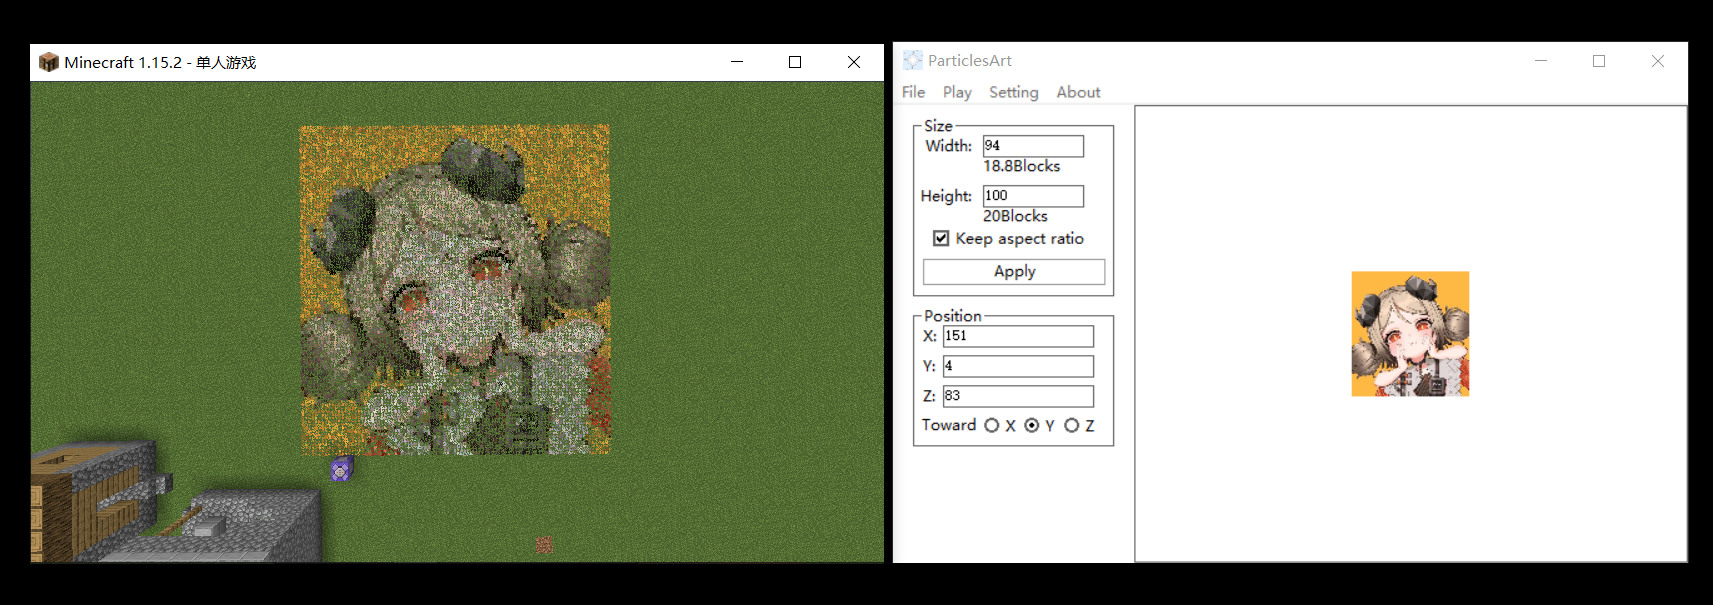 Minecraft 1.15.2 - 单人游戏
ParticlesArt
File Play Setting About
Size
Width: 94
18.8Blocks
Height: 100
20Blocks
Keep aspect ratio
Apply
Position
X: 151
Y: 4
Z: 83
Toward X Y Z